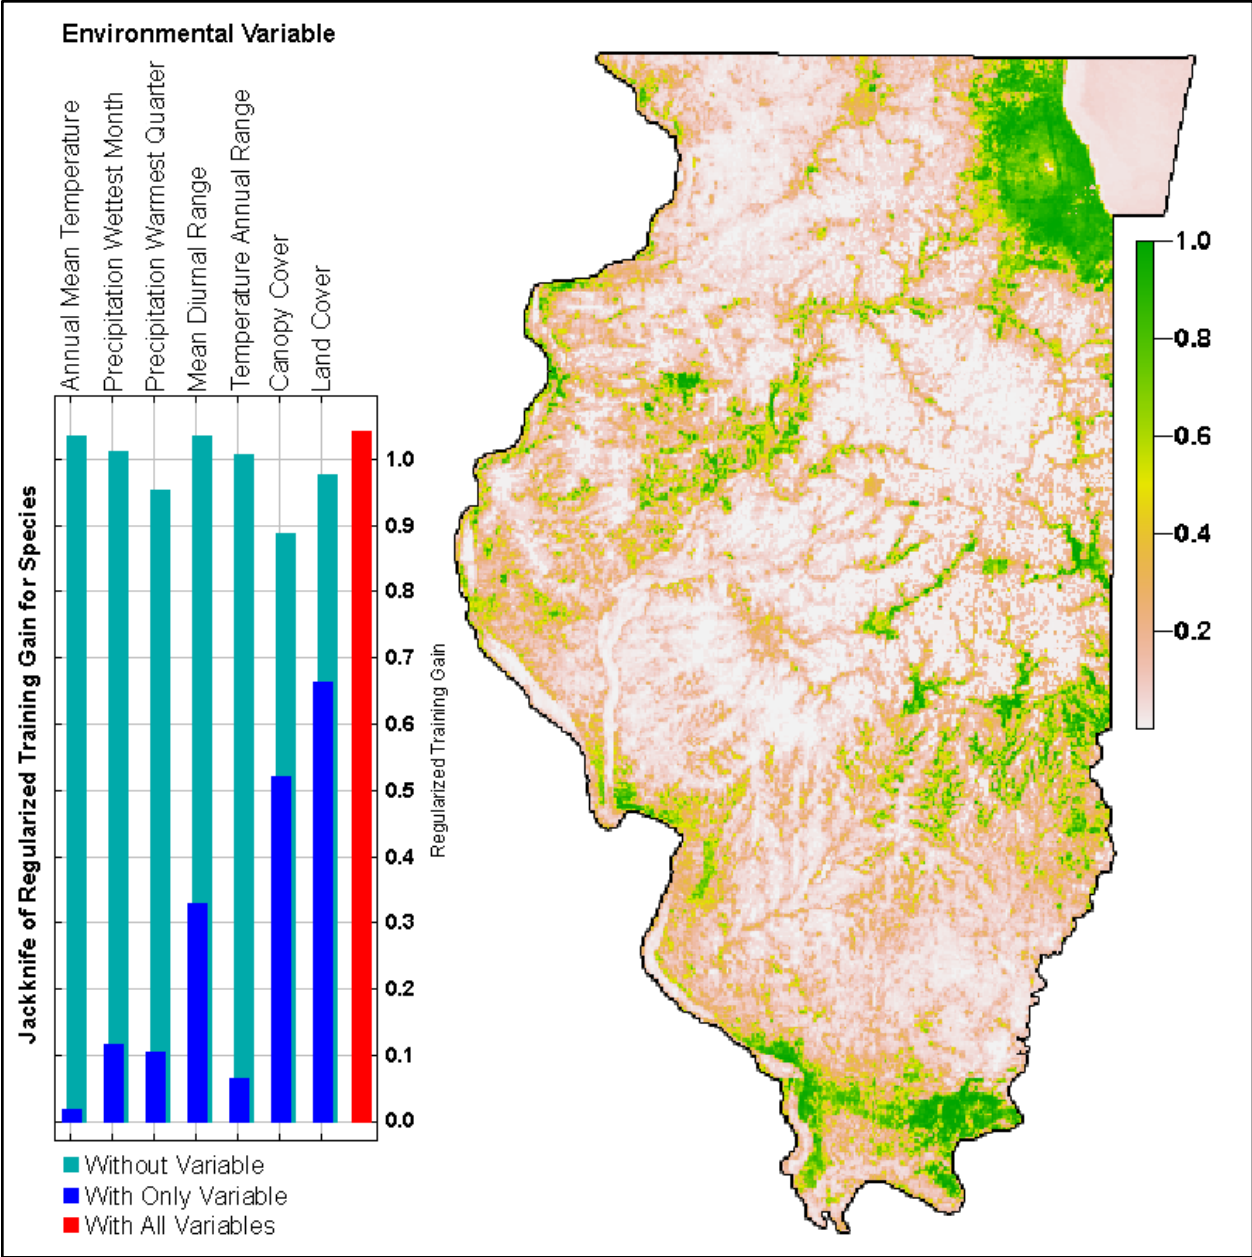 Environmental Variable
Annual Mean Temperature
Precipitation Wettest Month
Precipitation Warmest Quarter
Mean Diurnal Range
Temperature Annual Range
Canopy Cover
Land Cover
Jackknife of Regularized Training Gain for Species
1.0
0.9
0.8
0.7
0.6
0.5
0.4
0.3
0.2
0.1
0.0
Regularized Training Gain
Without Variable
With Only Variable
With All Variables
1.0
0.8
0.6
0.4
0.2